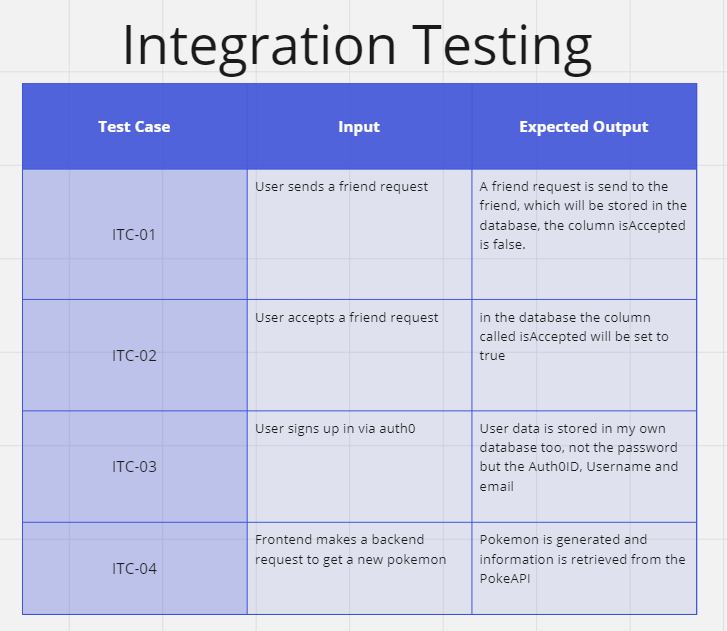 Integration Testing
Test Case
Input
Expected Output
ITC-01
User sends a friend request
A friend request is send to the
friend, which will be stored in the
database, the column isAccepted
is false.
ITC-02
User accepts a friend request
in the database the column
called isAccepted will be set to
true
ITC-03
User signs up in via auth0
User data is stored in my own
database too, not the password
but the Auth0ID, Username and
email
ITC-04
Frontend makes a backend
request to get a new pokemon
Pokemon is generated and
information is retrieved from the
PokeAPI